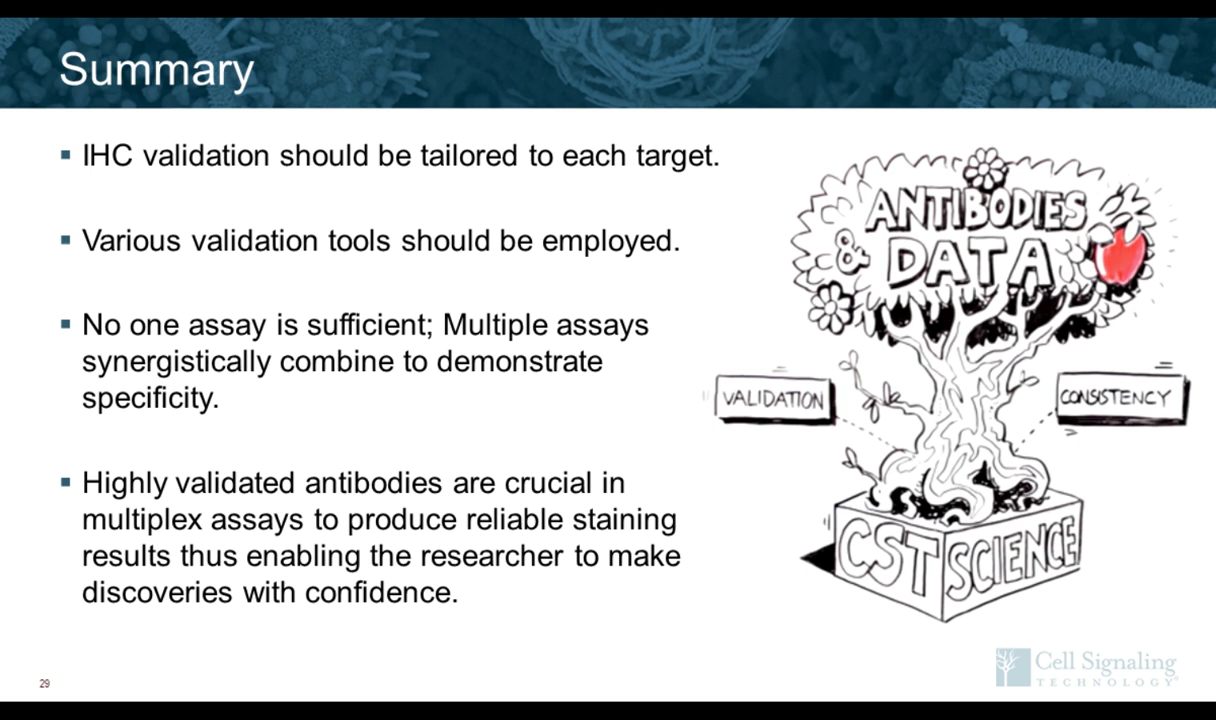 Summary
IHC validation should be tailored to each target.
Various validation tools should be employed.
No one assay is sufficient; Multiple assays
synergistically combine to demonstrate
specificity.
Highly validated antibodies are crucial in
multiplex assays to produce reliable staining
results thus enabling the researcher to make
discoveries with confidence.
ANTIBODIES
& DATA
VALIDATION
CONSISTENCY
CST SCIENCE
Cell Signaling
TECHNOLOGY®
29